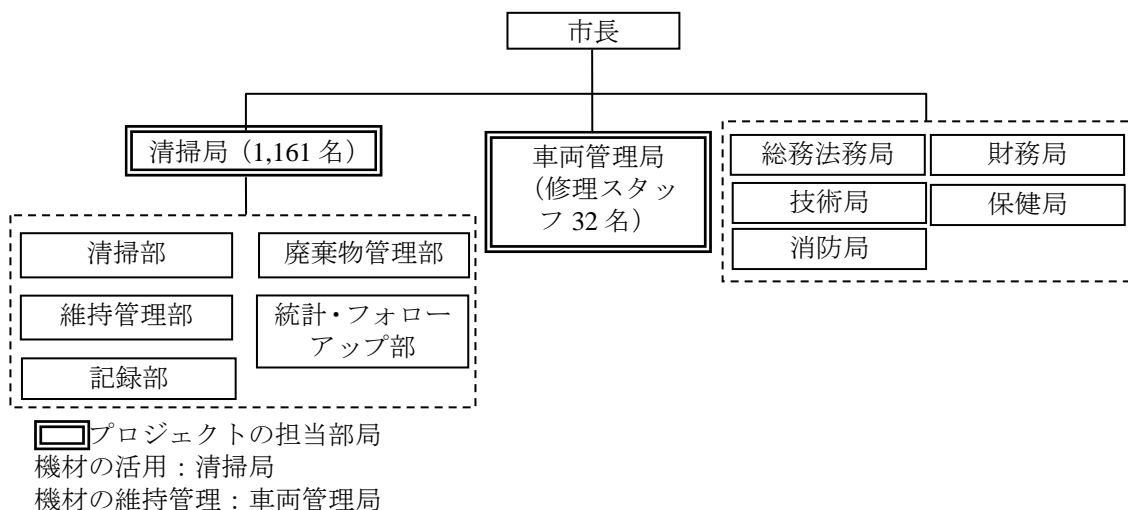 市長
清掃局（1,161 名）
車両管理局
（修理スタッ
フ 32 名）
総務法務局
財務局
技術局
保健局
消防局
清掃部
廃棄物管理部
維持管理部
統計・フォロー
アップ部
記録部
プロジェクトの担当部局
機材の活用：清掃局
機材の維持管理：車両管理局